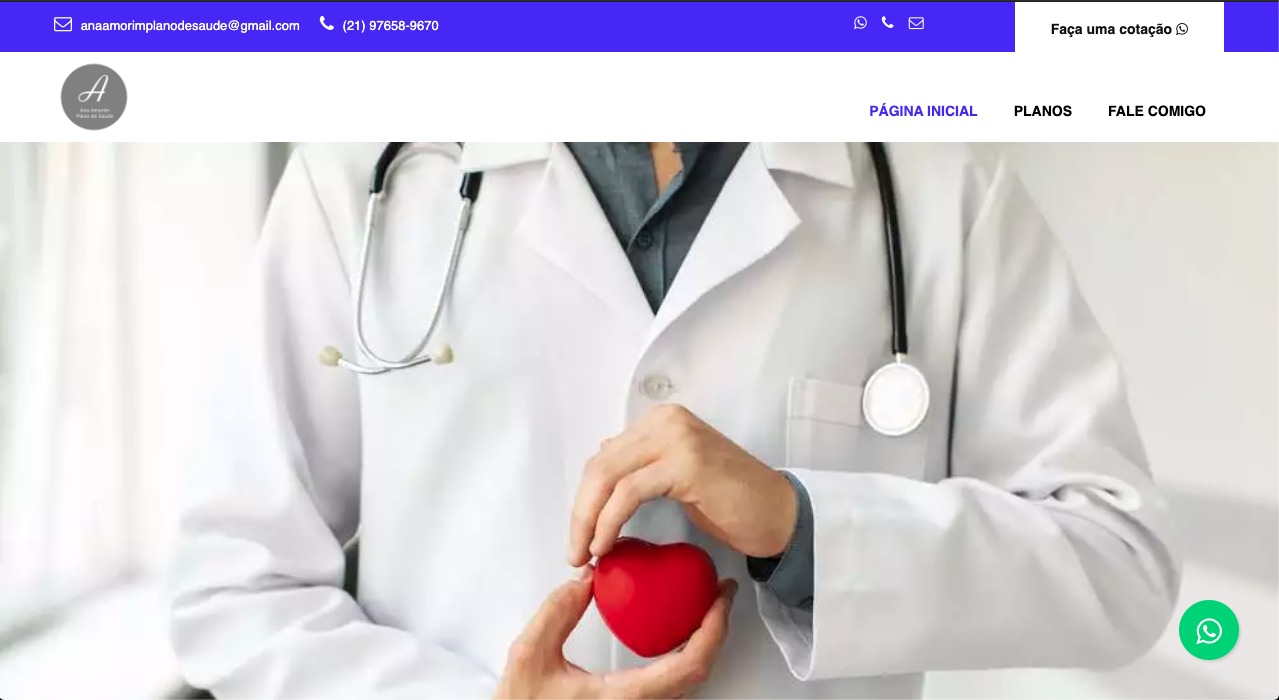 anaamorimplanodesaude@gmail.com (21) 97658-9670
Faça uma cotação
A
Ana Amorim
Plano de Saúde
PÁGINA INICIAL PLANOS FALE COMIGO